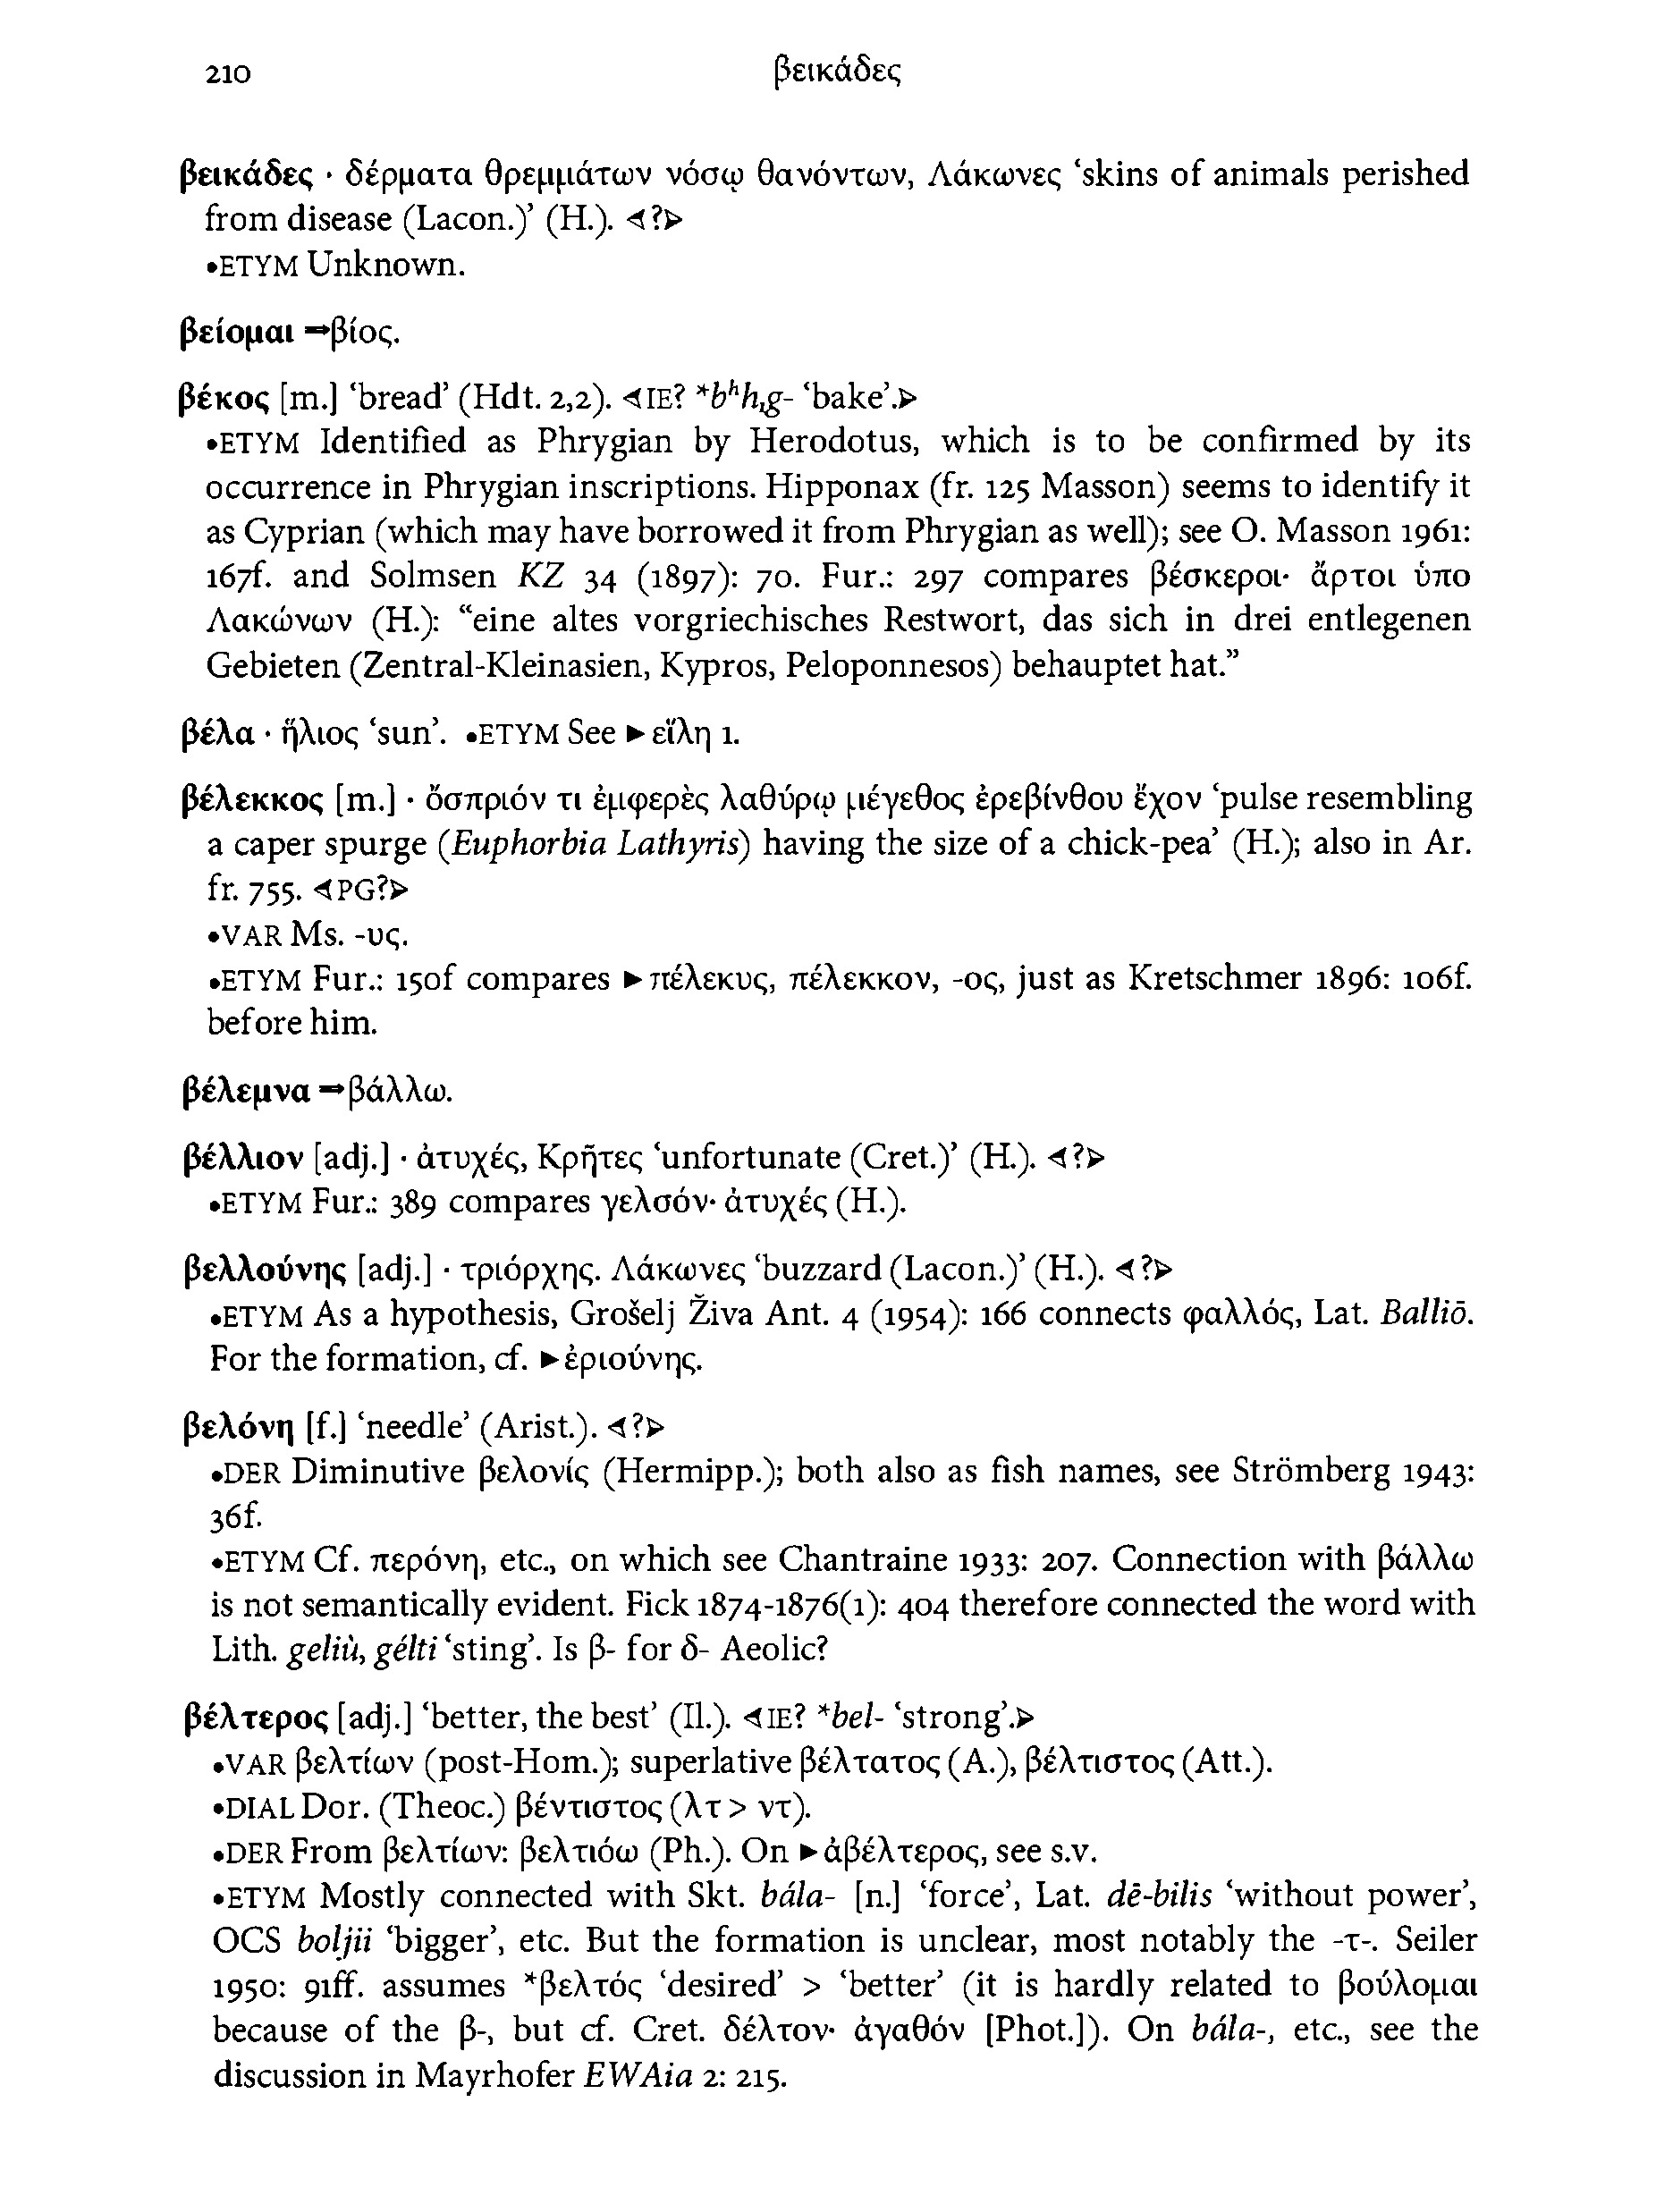 210 βεικάδες
βεικάδες · δέρματα θρεμμάτων νόσῳ θανόντων, Λάκωνες ‘skins of animals perished
from disease (Lacon.)’ (H.). ⊲?⊳
•ETYM Unknown.
βείομαι ⇒βίος.
βέκος [m.] ‘bread’ (Hdt. 2,2). ⊲IE? *bʰh₁g- ‘bake’.⊳
•ETYM Identified as Phrygian by Herodotus, which is to be confirmed by its
occurrence in Phrygian inscriptions. Hipponax (fr. 125 Masson) seems to identify it
as Cyprian (which may have borrowed it from Phrygian as well); see O. Masson 1961:
167f. and Solmsen KZ 34 (1897): 70. Fur.: 297 compares βέσκεροι· ἄρτοι ὑπο
Λακώνων (H.): “eine altes vorgriechisches Restwort, das sich in drei entlegenen
Gebieten (Zentral-Kleinasien, Kypros, Peloponnesos) behauptet hat.”
βέλα · ἥλιος ‘sun’. •ETYM See ►εἵλη 1.
βέλεκκος [m.] · ὄσπριόν τι ἐμφερὲς λαθύρῳ μέγεθος ἐρεβίνθου ἔχον ‘pulse resembling
a caper spurge (Euphorbia Lathyris) having the size of a chick-pea’ (H.); also in Ar.
fr. 755. ⊲PG?⊳
•VAR Ms. -υς.
•ETYM Fur.: 150f compares ►πέλεκυς, πέλεκκον, -ος, just as Kretschmer 1896: 106f.
before him.
βέλεμνα ⇒βάλλω.
βέλλιον [adj.] · ἀτυχές, Κρῆτες ‘unfortunate (Cret.)’ (H.). ⊲?⊳
•ETYM Fur.: 389 compares γελσόν· ἀτυχές (H.).
βελλούνης [adj.] · τριόρχης. Λάκωνες ‘buzzard (Lacon.)’ (H.). ⊲?⊳
•ETYM As a hypothesis, Grošelj Živa Ant. 4 (1954): 166 connects φαλλός, Lat. Balliō.
For the formation, cf. ►ἐριούνης.
βελόνη [f.] ‘needle’ (Arist.). ⊲?⊳
•DER Diminutive βελονίς (Hermipp.); both also as fish names, see Strömberg 1943:
36f.
•ETYM Cf. περόνη, etc., on which see Chantraine 1933: 207. Connection with βάλλω
is not semantically evident. Fick 1874-1876(1): 404 therefore connected the word with
Lith. geliù, gélti ‘sting’. Is β- for δ- Aeolic?
βέλτερος [adj.] ‘better, the best’ (Il.). ⊲IE? *bel- ‘strong’.⊳
•VAR βελτίων (post-Hom.); superlative βέλτατος (A.), βέλτιστος (Att.).
•DIAL Dor. (Theoc.) βέντιστος (λτ > ντ).
•DER From βελτίων: βελτιόω (Ph.). On ►ἀβέλτερος, see s.v.
•ETYM Mostly connected with Skt. bála- [n.] ‘force’, Lat. dē-bilis ‘without power’,
OCS boljii ‘bigger’, etc. But the formation is unclear, most notably the -τ-. Seiler
1950: 91ff. assumes *βελτός ‘desired’ > ‘better’ (it is hardly related to βούλομαι
because of the β-, but cf. Cret. δέλτον· ἀγαθόν [Phot.]). On bála-, etc., see the
discussion in Mayrhofer EWAia 2: 215.